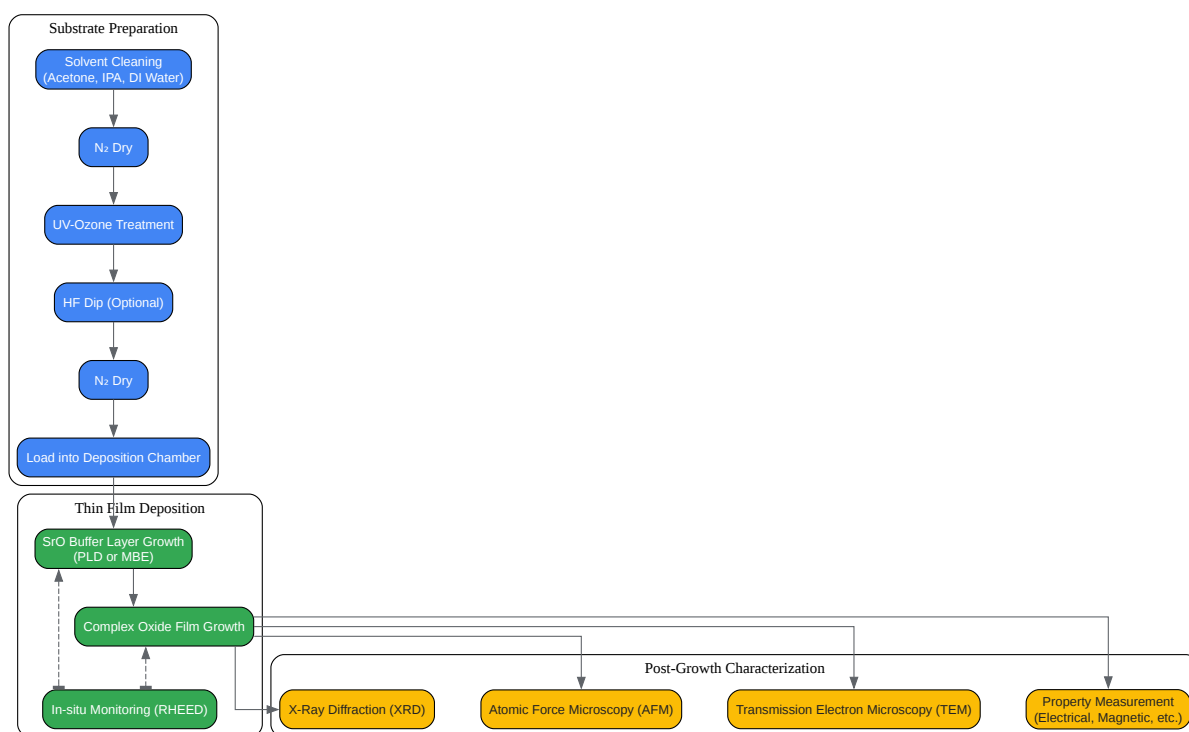 Substrate Preparation
Solvent Cleaning
(Acetone, IPA, DI Water)
N₂ Dry
UV-Ozone Treatment
HF Dip (Optional)
N₂ Dry
Load into Deposition Chamber
Thin Film Deposition
SrO Buffer Layer Growth
(PLD or MBE)
Complex Oxide Film Growth
In-situ Monitoring (RHEED)
Post-Growth Characterization
X-Ray Diffraction (XRD)
Atomic Force Microscopy (AFM)
Transmission Electron Microscopy (TEM)
Property Measurement
(Electrical, Magnetic, etc.)